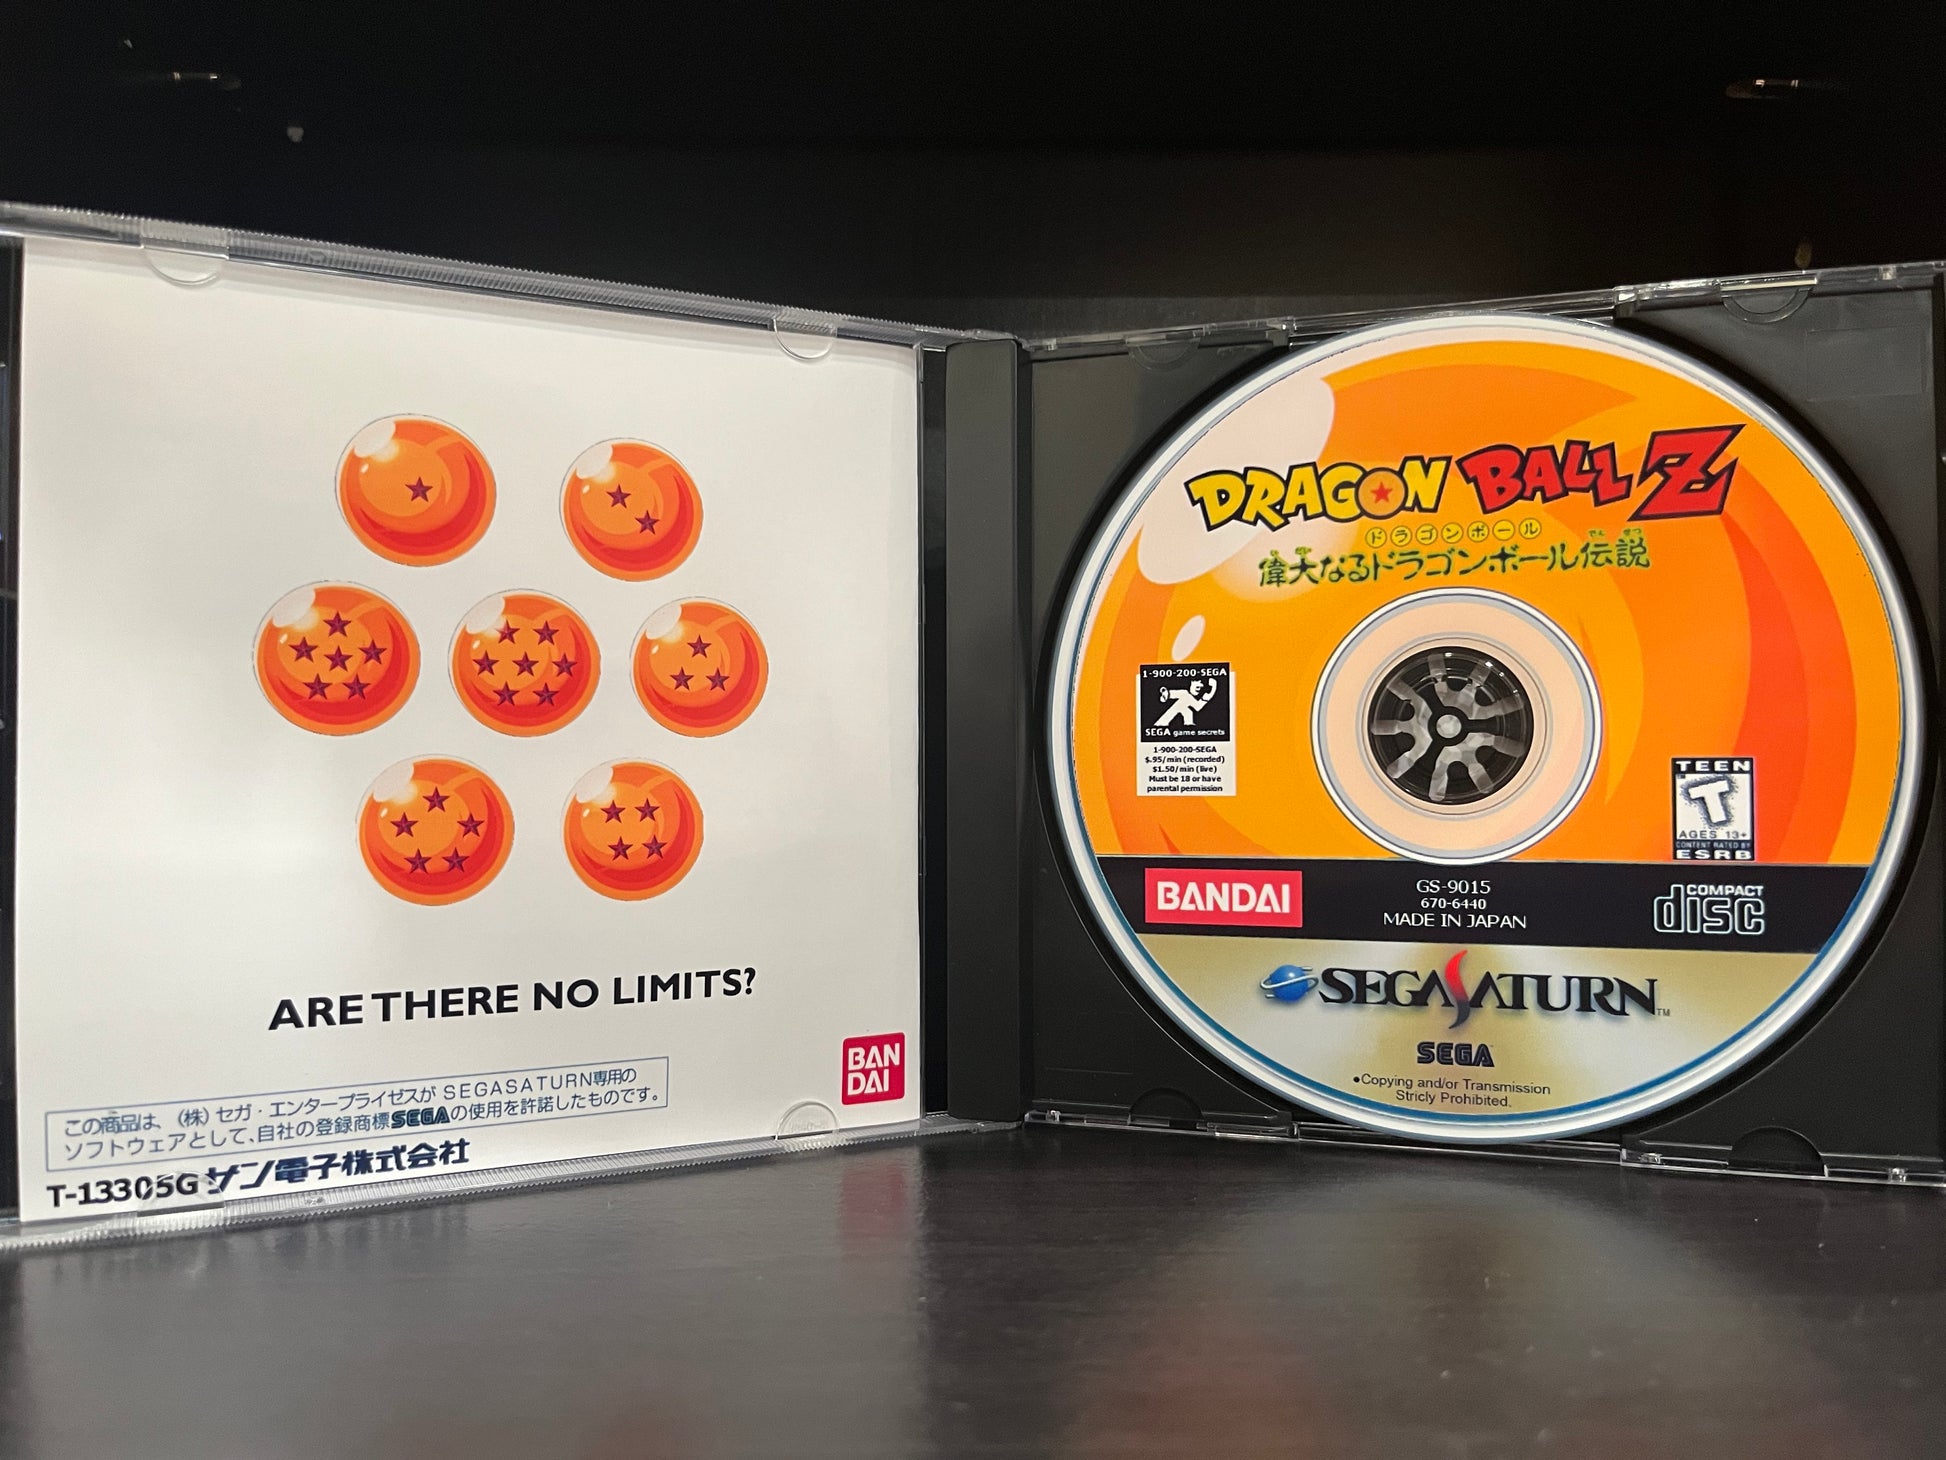 ARE THERE NO LIMITS?
BAN
DAI
この商品は、(株)セガ・エンタープライゼスが SEGASATURN専用の
ソフトウェアとして、自社の登録商標SEGAの使用を許諾したものです。
T-13305G サン電子株式会社
DRAGON BALL Z
ドラゴンボール
偉大なるドラゴンボール伝説
1-900-200-SEGA
SEGA game secrets
1-900-200-SEGA
$.95/min (recorded)
$1.50/min (live)
Must be 18 or have
parental permission
TEEN
T
AGES 13+
CONTENT RATED BY
ESRB
BANDAI
GS-9015
670-6440
MADE IN JAPAN
COMPACT
disc
SEGA SATURN™
SEGA™
•Copying and/or Transmission
Stricly Prohibited.